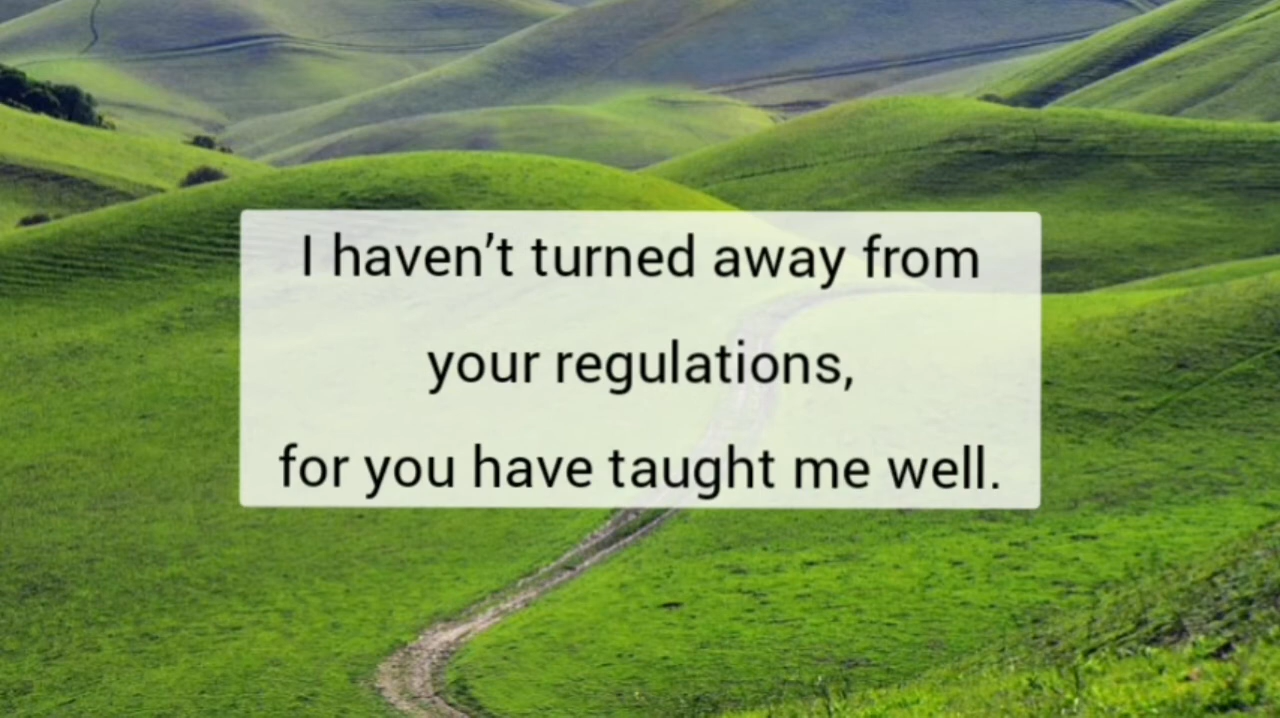 I haven’t turned away from
your regulations,
for you have taught me well.